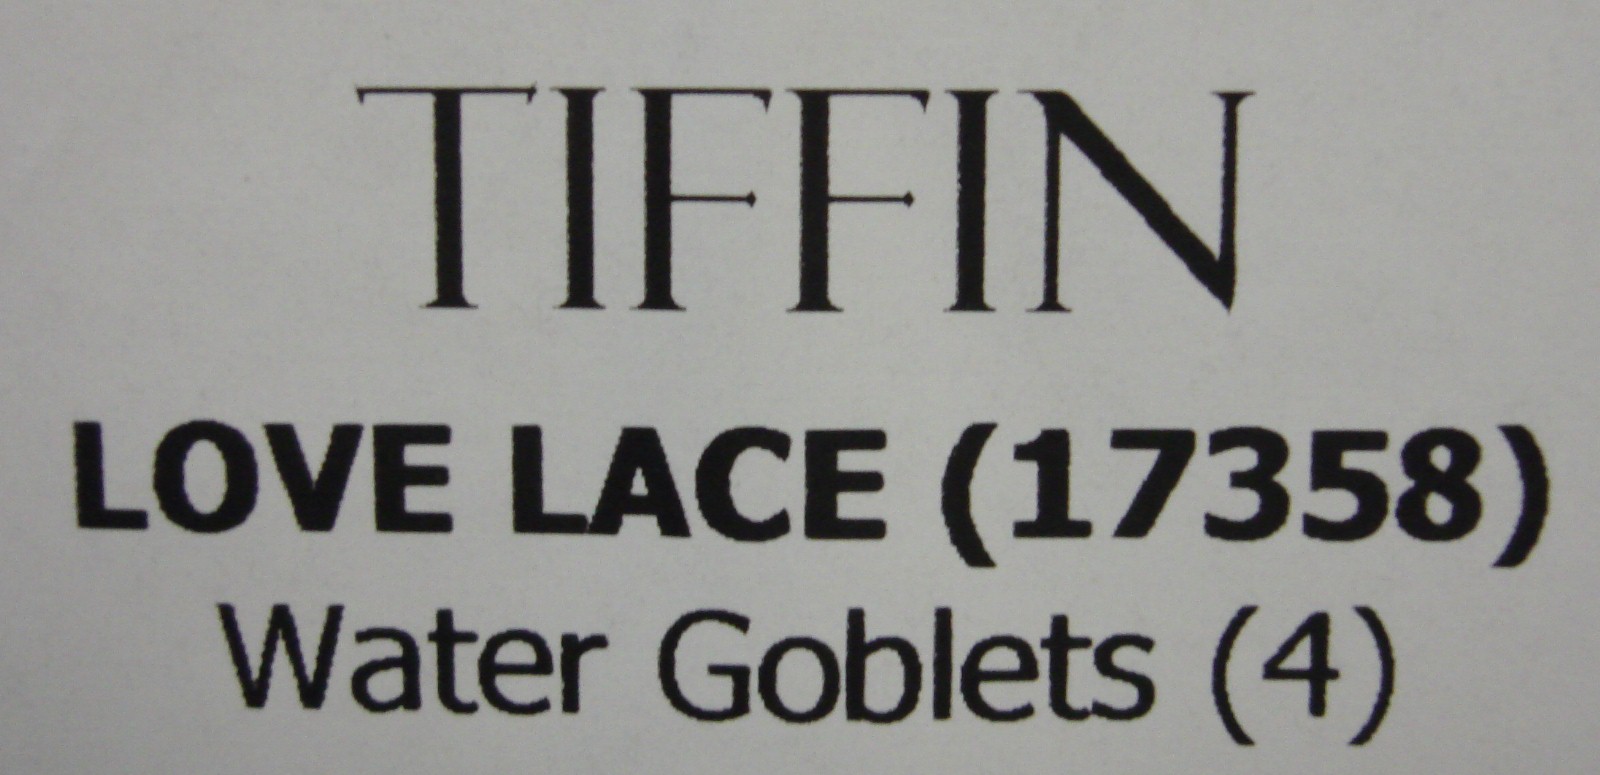 TIFFIN
LOVE LACE (17358)
Water Goblets (4)